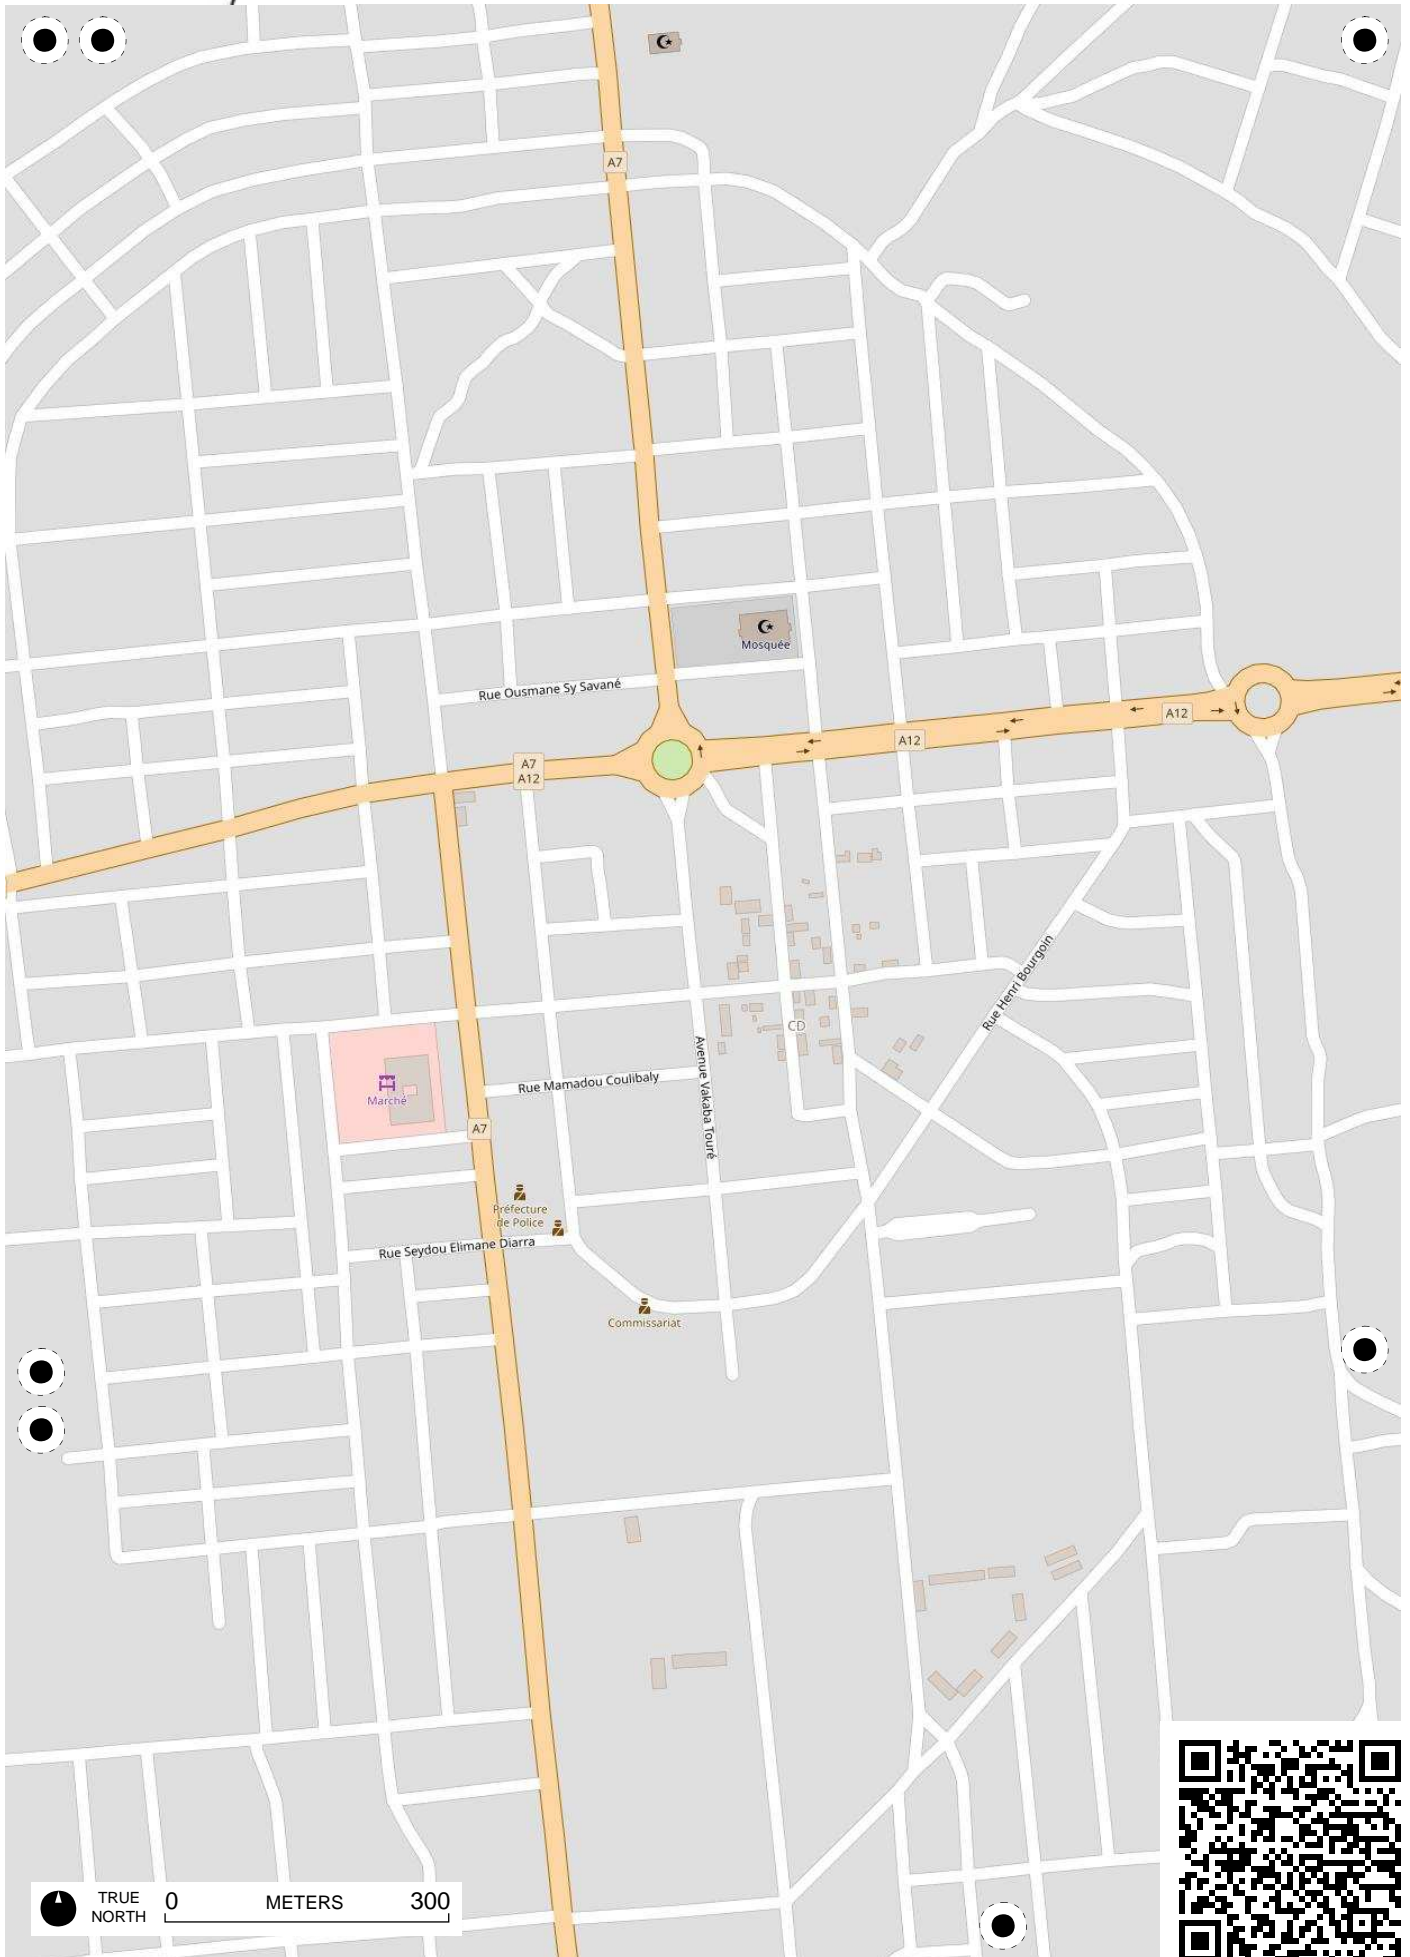 A7
Mosquée
Rue Ousmane Sy Savané
A12
A12
A7
A12
Rue Henri Bourgoin
CD
Avenue Vakaba Touré
Rue Mamadou Coulibaly
Marché
A7
Préfecture
de Police
Rue Seydou Elimane Diarra
Commissariat
TRUE
NORTH
0 METERS 300